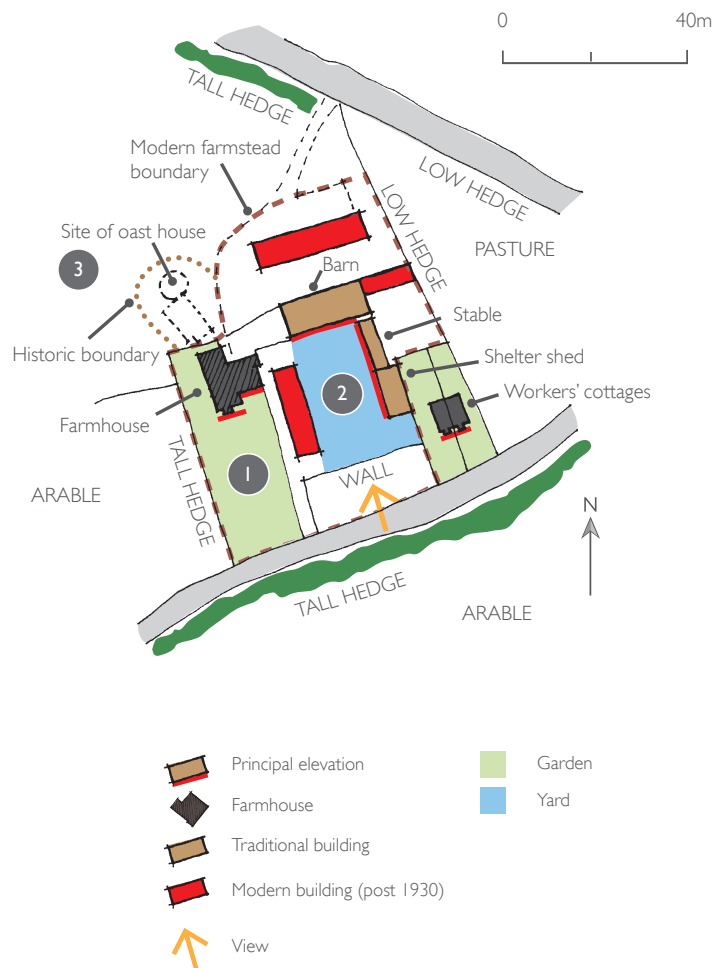 0 40m
TALL HEDGE
LOW HEDGE
Modern farmstead
boundary
LOW HEDGE
PASTURE
Site of oast house
3
Barn
Stable
Historic boundary
Shelter shed
Workers' cottages
Farmhouse
2
TALL HEDGE
1
WALL
ARABLE
N
TALL HEDGE
ARABLE
Principal elevation
Farmhouse
Traditional building
Modern building (post 1930)
View
Garden
Yard